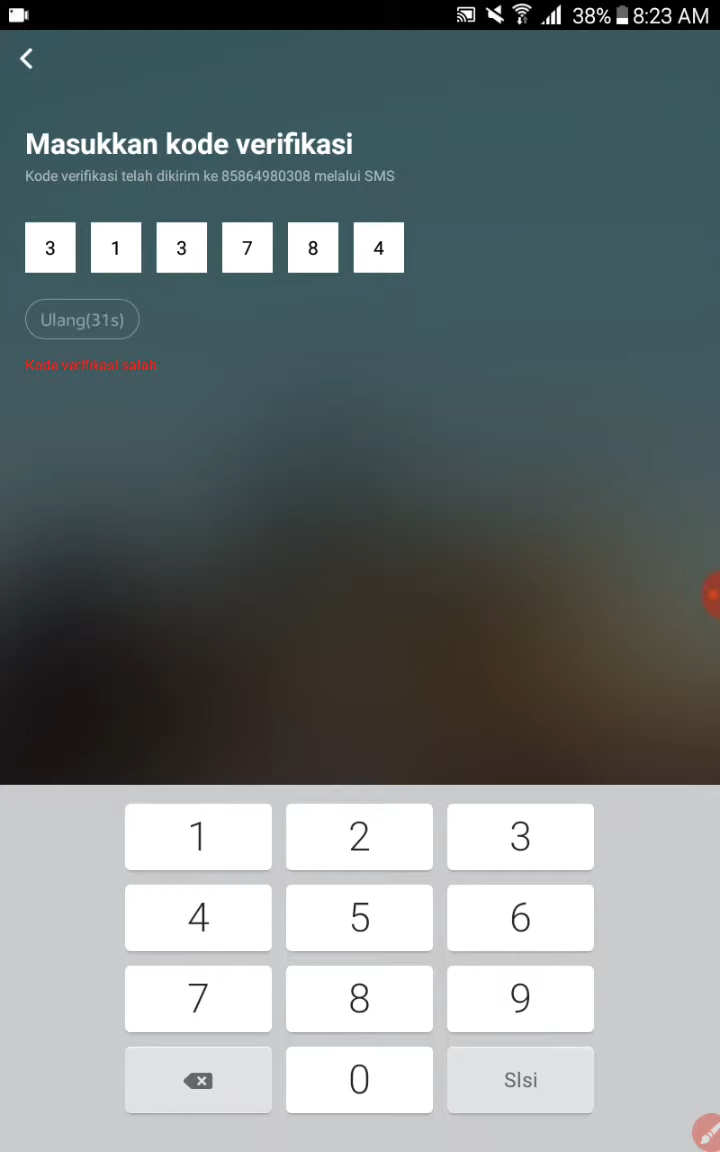 38% 8:23 AM
Masukkan kode verifikasi
Kode verifikasi telah dikirim ke 85864980308 melalui SMS
3 1 3 7 8 4
Ulang(31s)
Kode verifikasi salah
1 2 3
4 5 6
7 8 9
0 Slsi